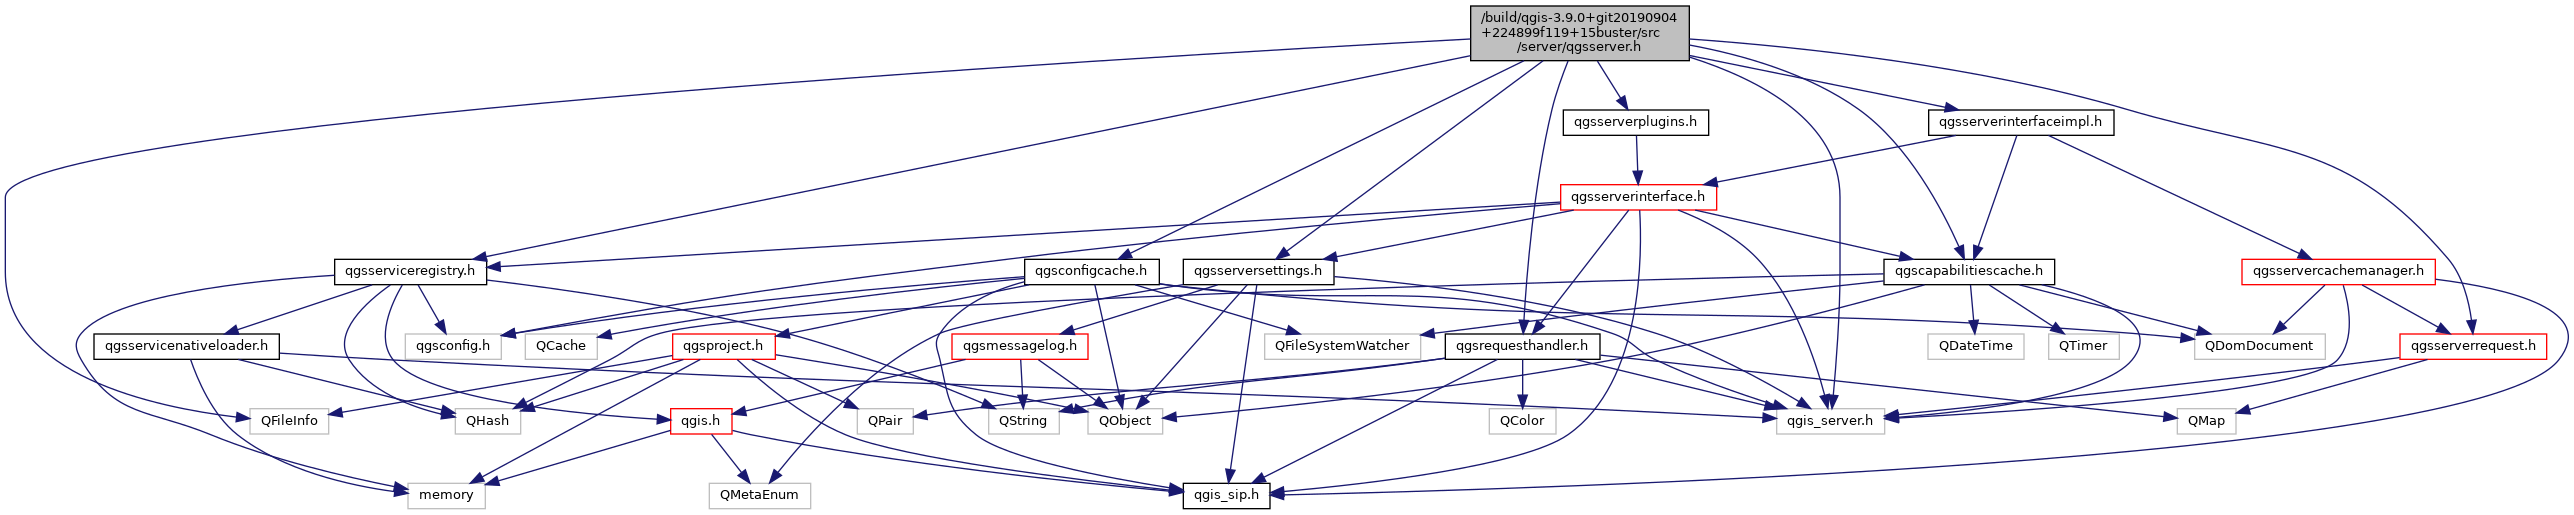 /build/qgis-3.9.0+git20190904
+224899f119+15buster/src
/server/qgsserver.h
qgsserverplugins.h
qgsserverinterfaceimpl.h
qgsserverinterface.h
qgsserviceregistry.h
qgsconfigcache.h
qgsserversettings.h
qgscapabilitiescache.h
qgsservercachemanager.h
qgsservicenativeloader.h
qgsconfig.h
QCache
qgsproject.h
qgsmessagelog.h
QFileSystemWatcher
qgsrequesthandler.h
QDateTime
QTimer
QDomDocument
qgsserverrequest.h
QFileInfo
QHash
qgis.h
QPair
QString
QObject
QColor
qgis_server.h
QMap
memory
QMetaEnum
qgis_sip.h